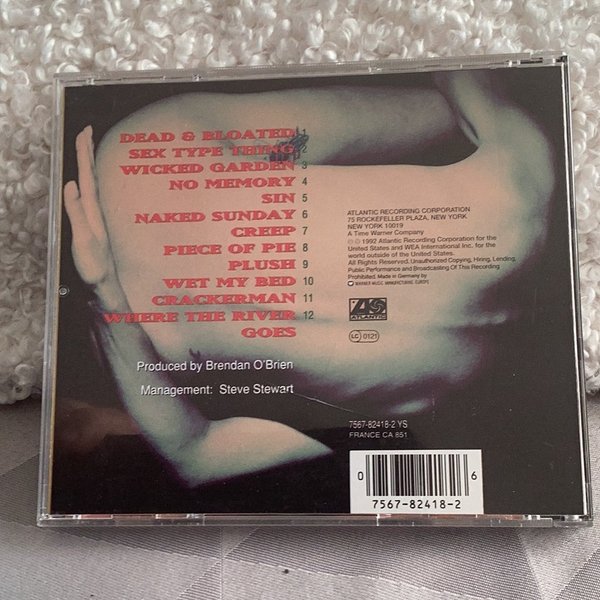 DEAD & BLOATED 1
SEX TYPE THING 2
WICKED GARDEN 3
NO MEMORY 4
SIN 5
NAKED SUNDAY 6
CREEP 7
PIECE OF PIE 8
PLUSH 9
WET MY BED 10
CRACKERMAN 11
WHERE THE RIVER 12
GOES
Produced by Brendan O'Brien
Management: Steve Stewart
ATLANTIC RECORDING CORPORATION
75 ROCKEFELLER PLAZA, NEW YORK
NEW YORK 10019
A Time Warner Company
℗ © 1992 Atlantic Recording Corporation for the
United States and WEA International Inc. for the
world outside of the United States.
All Rights Reserved. Unauthorized Copying, Hiring, Lending,
Public Performance and Broadcasting Of This Recording
Prohibited. Made in Germany by
WARNER MUSIC MANUFACTURING EUROPE
ATLANTIC
LC 0121
7567-82418-2 YS
FRANCE CA 851
0 6
7567-82418-2